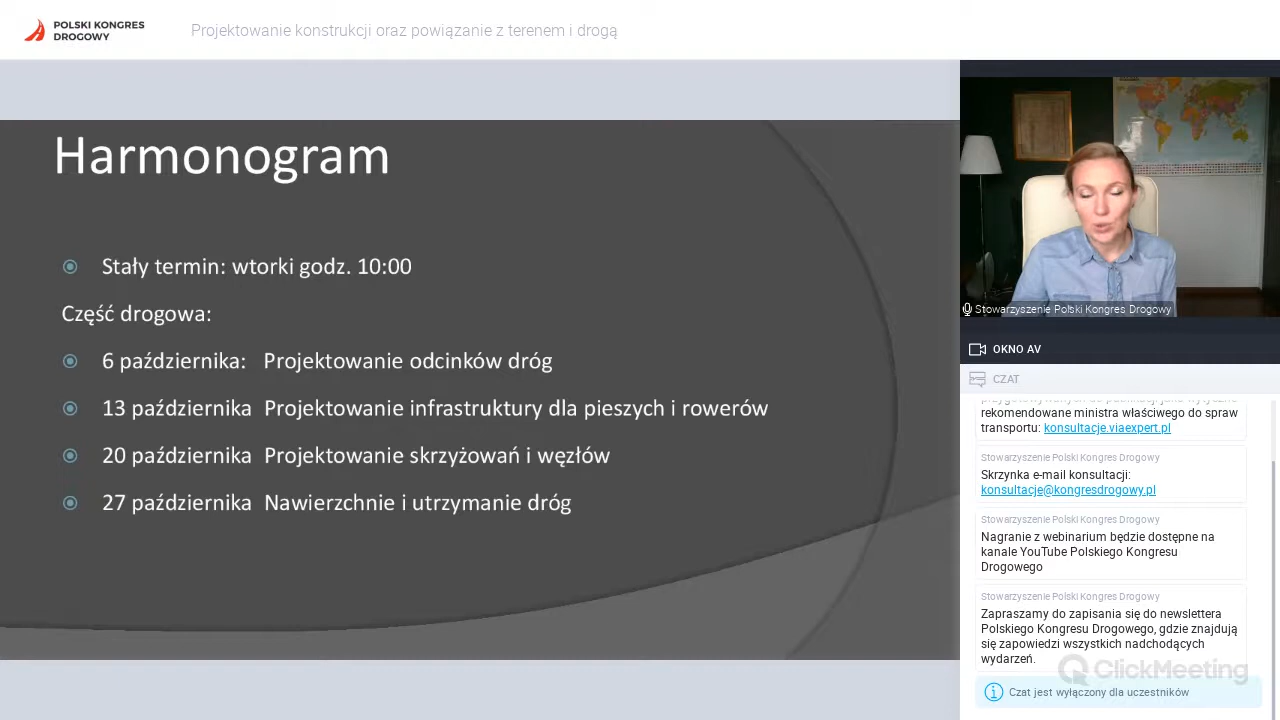 POLSKI KONGRES
DROGOWY
Projektowanie konstrukcji oraz powiązanie z terenem i drogą
Harmonogram
Stały termin: wtorki godz. 10:00
Część drogowa:
6 października: Projektowanie odcinków dróg
13 października Projektowanie infrastruktury dla pieszych i rowerów
20 października Projektowanie skrzyżowań i węzłów
27 października Nawierzchnie i utrzymanie dróg
Stowarzyszenie Polski Kongres Drogowy
OKNO AV
CZAT
rekomendowane ministra właściwego do spraw
transportu: konsultacje.viaexpert.pl
Stowarzyszenie Polski Kongres Drogowy
Skrzynka e-mail konsultacji:
konsultacje@kongresdrogowy.pl
Stowarzyszenie Polski Kongres Drogowy
Nagranie z webinarium będzie dostępne na
kanale YouTube Polskiego Kongresu
Drogowego
Stowarzyszenie Polski Kongres Drogowy
Zapraszamy do zapisania się do newslettera
Polskiego Kongresu Drogowego, gdzie znajdują
się zapowiedzi wszystkich nadchodzących
wydarzeń.
ClickMeeting
Czat jest wyłączony dla uczestników